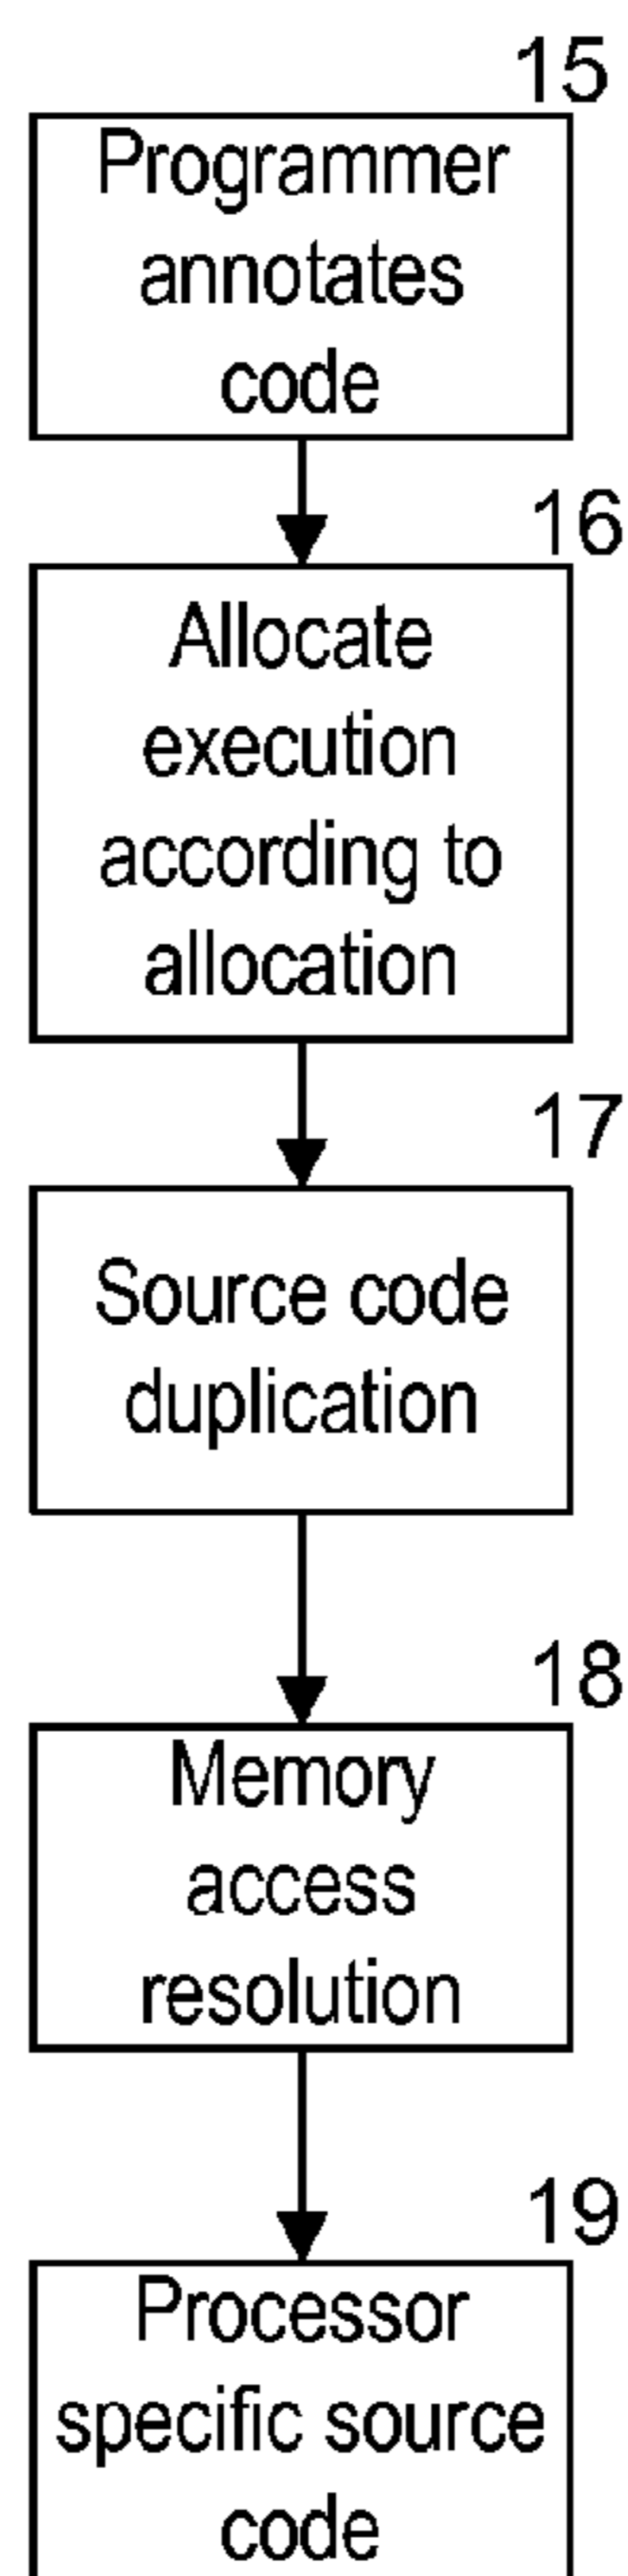 15
Programmer
annotates
code
16
Allocate
execution
according to
allocation
17
Source code
duplication
18
Memory
access
resolution
19
Processor
specific source
code